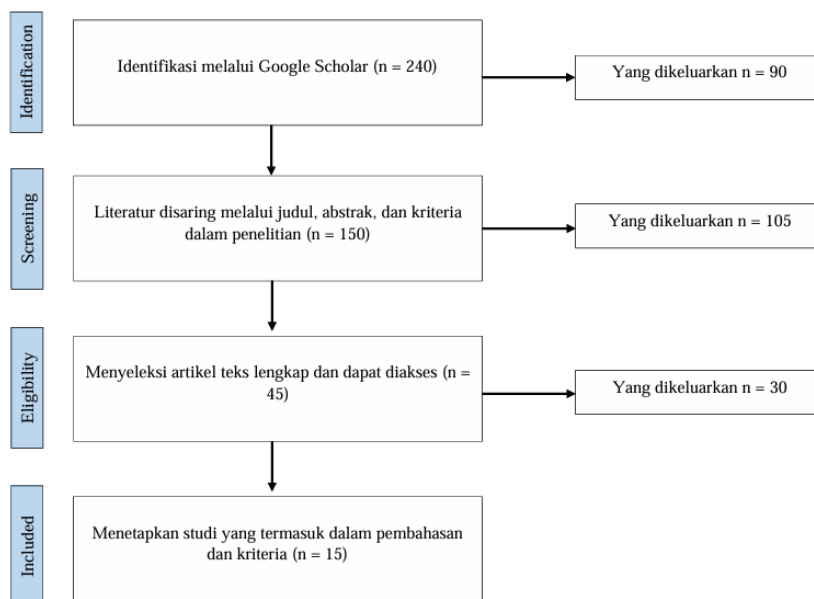 Identification
Identifikasi melalui Google Scholar (n = 240)
Yang dikeluarkan n = 90
Screening
Literatur disaring melalui judul, abstrak, dan kriteria
dalam penelitian (n = 150)
Yang dikeluarkan n = 105
Eligibility
Menyeleksi artikel teks lengkap dan dapat diakses (n =
45)
Yang dikeluarkan n = 30
Included
Menetapkan studi yang termasuk dalam pembahasan
dan kriteria (n = 15)